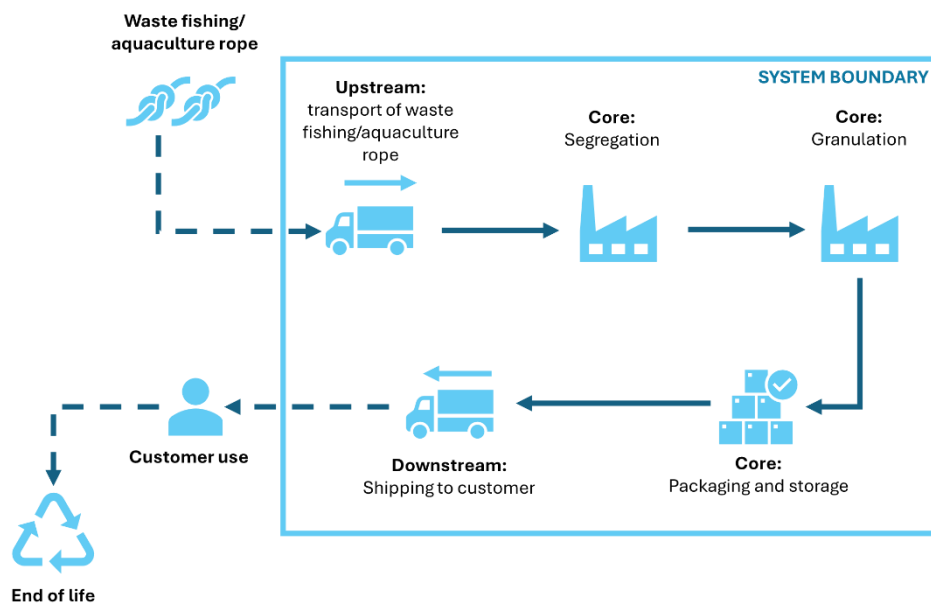 Waste fishing/
aquaculture rope
SYSTEM BOUNDARY
Upstream:
transport of waste
fishing/aquaculture
rope
Core:
Segregation
Core:
Granulation
Customer use
Downstream:
Shipping to customer
Core:
Packaging and storage
End of life